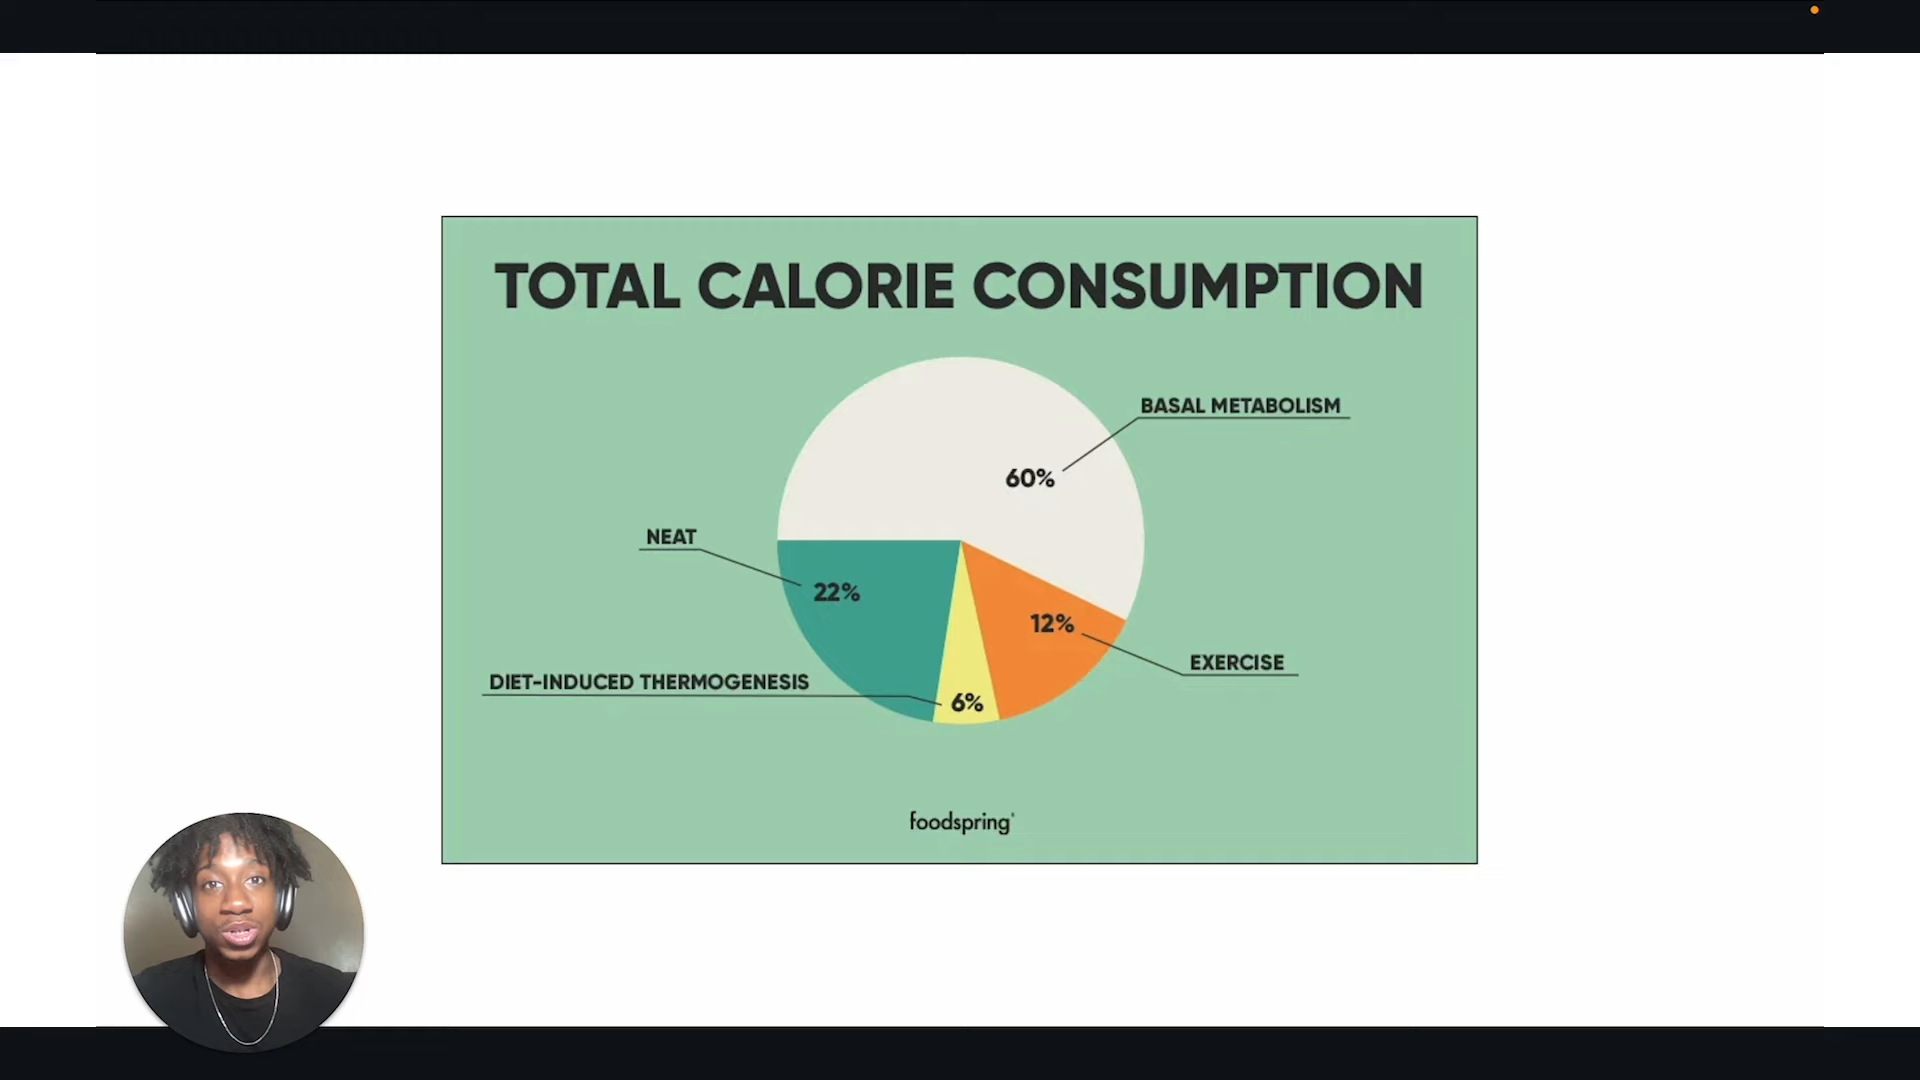 TOTAL CALORIE CONSUMPTION
BASAL METABOLISM
60%
NEAT
22%
12%
EXERCISE
DIET-INDUCED THERMOGENESIS
6%
foodspring